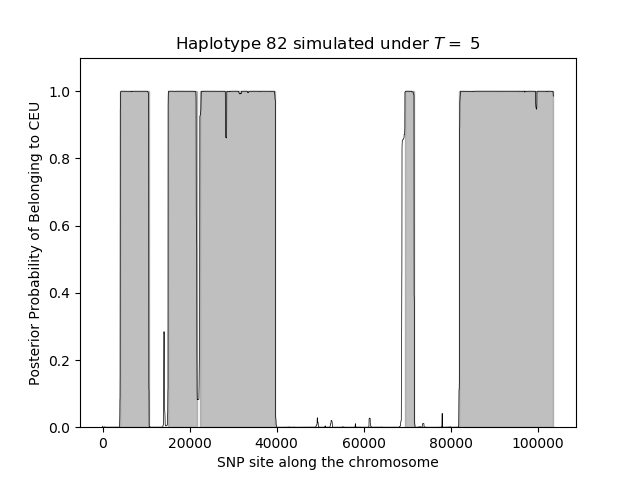 Haplotype 82 simulated under T = 5
1.0
0.8
0.6
0.4
0.2
0.0
Posterior Probability of Belonging to CEU
0 20000 40000 60000 80000 100000
SNP site along the chromosome